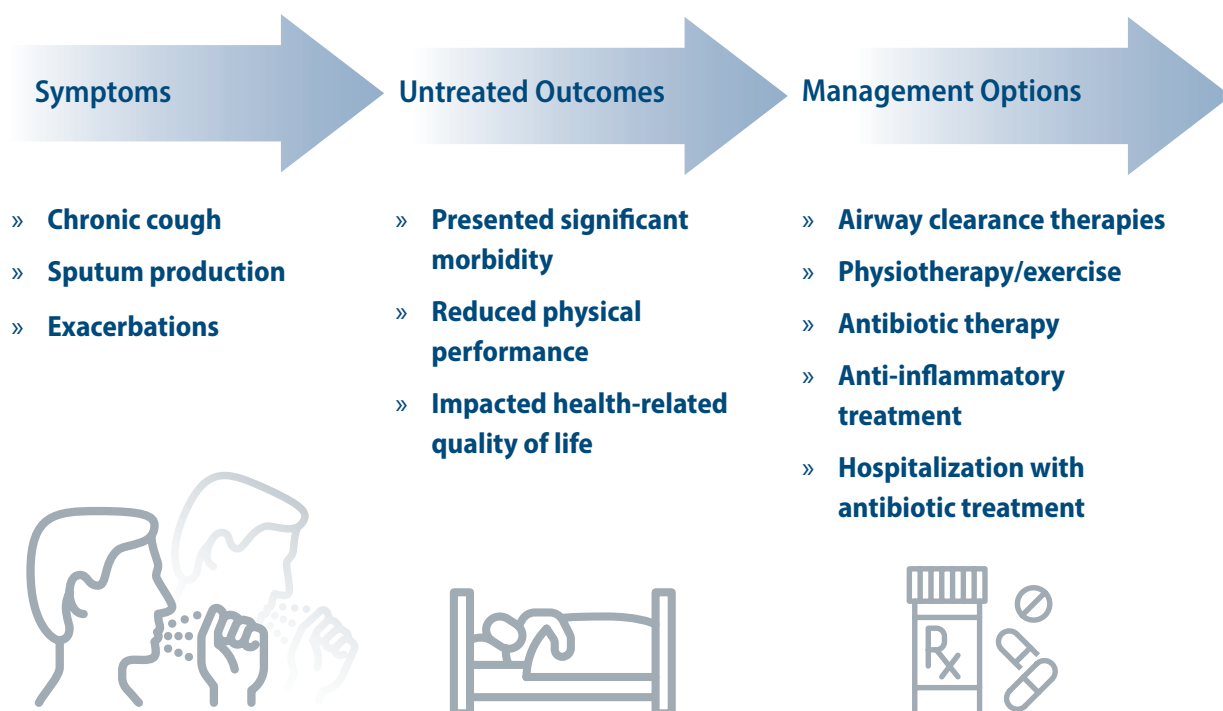 Symptoms
» Chronic cough
» Sputum production
» Exacerbations
Untreated Outcomes
» Presented significant
morbidity
» Reduced physical
performance
» Impacted health-related
quality of life
Management Options
» Airway clearance therapies
» Physiotherapy/exercise
» Antibiotic therapy
» Anti-inflammatory
treatment
» Hospitalization with
antibiotic treatment
Rx